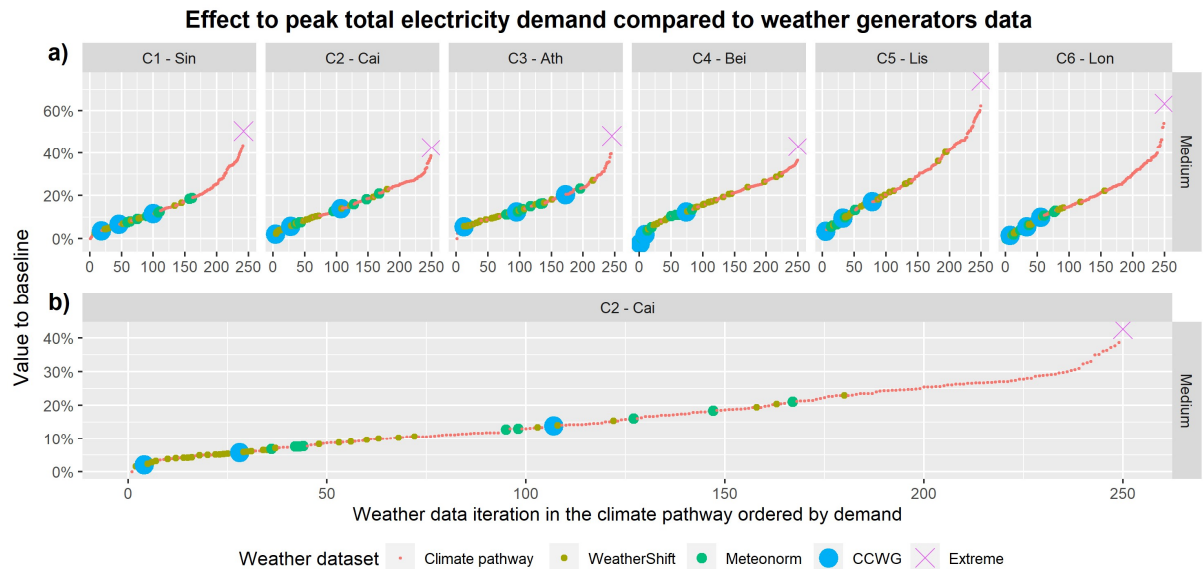 Effect to peak total electricity demand compared to weather generators data
a)
C1 - Sin C2 - Cai C3 - Ath C4 - Bei C5 - Lis C6 - Lon
60%
40%
20%
0%
Medium
0 50 100 150 200 250 0 50 100 150 200 250 0 50 100 150 200 250 0 50 100 150 200 250 0 50 100 150 200 250 0 50 100 150 200 250
Value to baseline
b)
C2 - Cai
40%
30%
20%
10%
0%
Medium
0 50 100 150 200 250
Weather data iteration in the climate pathway ordered by demand
Weather dataset Climate pathway WeatherShift Meteonorm CCWG Extreme